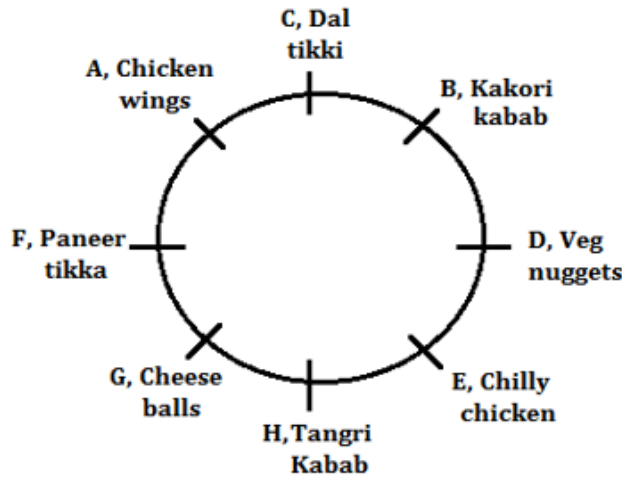 C, Dal
tikki
A, Chicken
wings
B, Kakori
kabab
F, Paneer
tikka
D, Veg
nuggets
G, Cheese
balls
E, Chilly
chicken
H,Tangri
Kabab